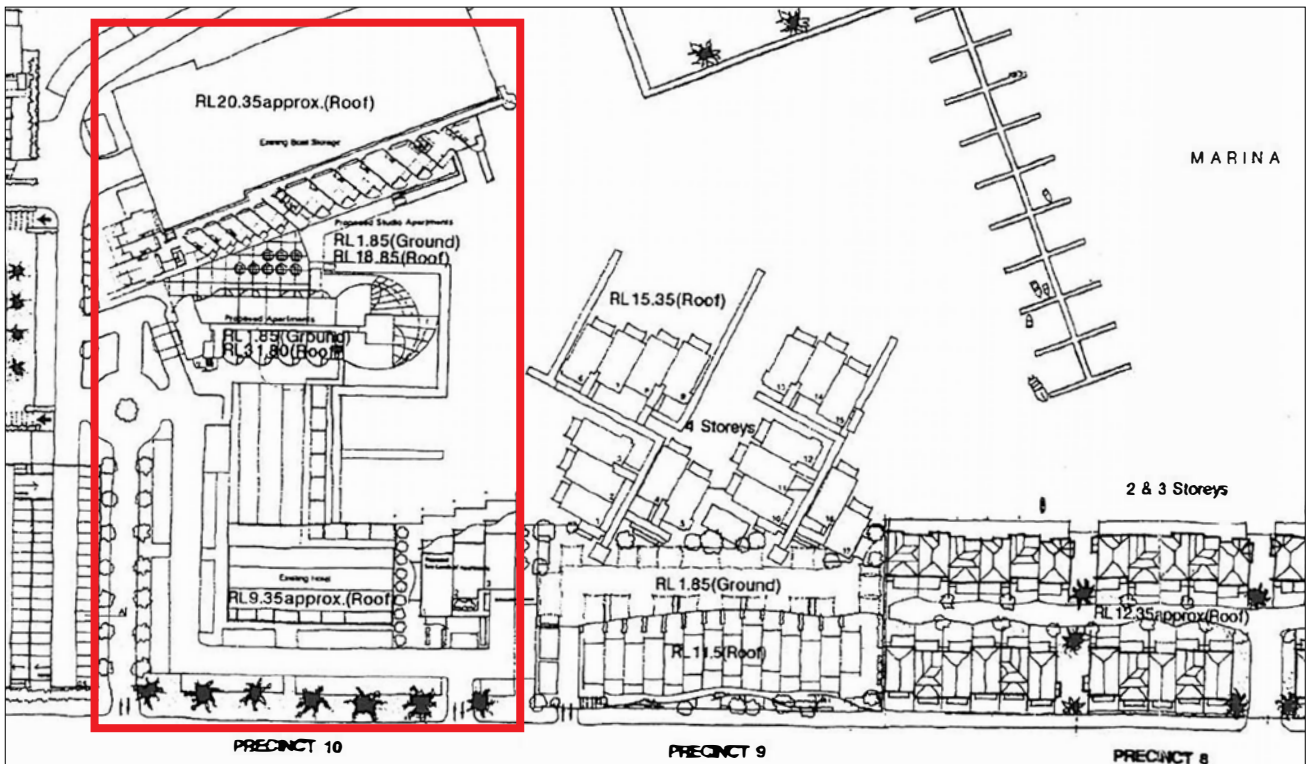 RL20.35approx.(Roof)
Existing Boat Storage
MARINA
Proposed Studio Apartments
RL1.85(Ground)
RL18.85(Roof)
RL15.35(Roof)
Proposed Apartments
RL1.85(Ground)
RL31.80(Roof)
4 Storeys
2 & 3 Storeys
Existing Hotel
RL9.35approx.(Roof)
RL1.85(Ground)
RL12.35approx(Roof)
RL11.5(Roof)
PRECINCT 10
PRECINCT 9
PRECINCT 8